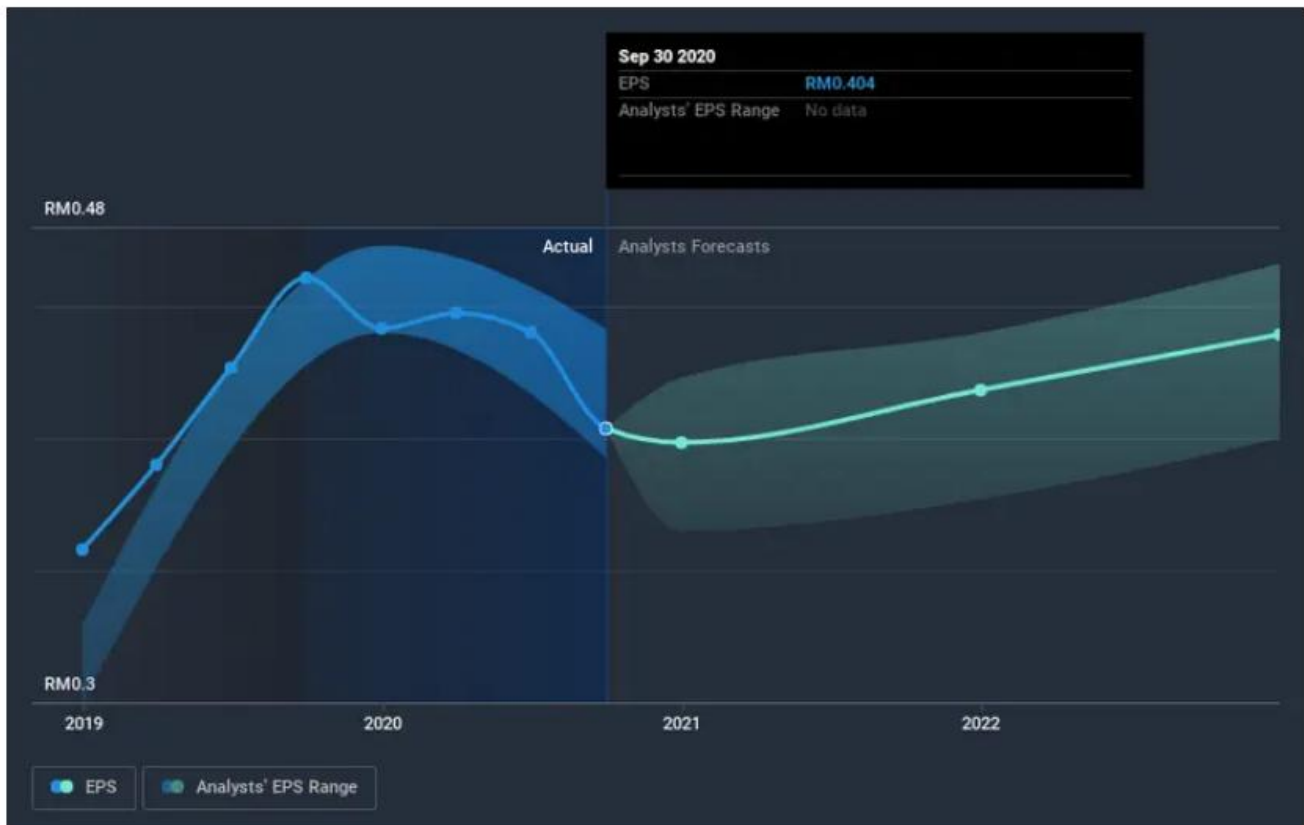 Sep 30 2020
EPS RM0.404
Analysts' EPS Range No data
RM0.48
Actual Analysts Forecasts
RM0.3
2019 2020 2021 2022
EPS Analysts' EPS Range